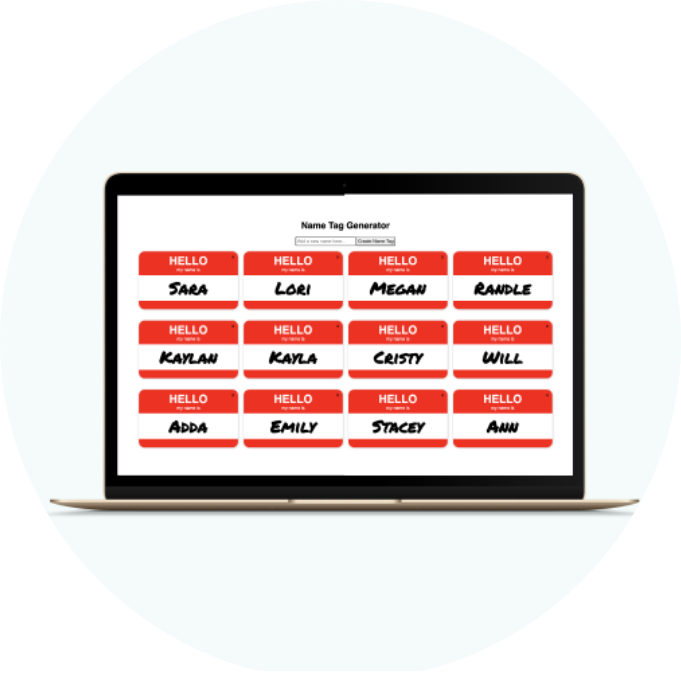 Name Tag Generator
Add a new name here... Create Name Tag
HELLO HELLO HELLO HELLO
my name is my name is my name is my name is
SARA LORI MEGAN RANDLE
HELLO HELLO HELLO HELLO
my name is my name is my name is my name is
KAYLAN KAYLA CRISTY WILL
HELLO HELLO HELLO HELLO
my name is my name is my name is my name is
ADDA EMILY STACEY ANN